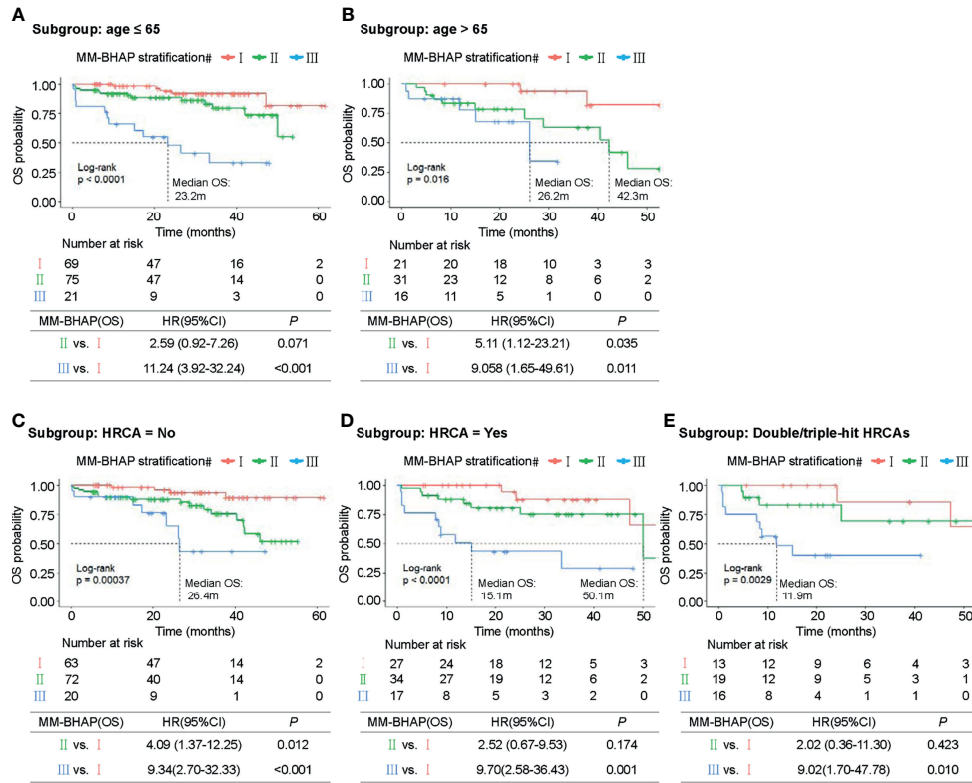 A
Subgroup: age ≤ 65
MM-BHAP stratification# I II III
OS probability
1.00
0.75
0.50
0.25
0.00
Log-rank
p < 0.0001
Median OS:
23.2m
0 20 40 60
Time (months)
Number at risk
I 69 47 16 2
II 75 47 14 0
III 21 9 3 0
MM-BHAP(OS) HR(95%CI) P
II vs. I 2.59 (0.92-7.26) 0.071
III vs. I 11.24 (3.92-32.24) <0.001
B
Subgroup: age > 65
MM-BHAP stratification# I II III
OS probability
1.00
0.75
0.50
0.25
0.00
Log-rank
p = 0.016
Median OS:
26.2m
Median OS:
42.3m
0 10 20 30 40 50
Time (months)
Number at risk
I 21 20 18 10 3 3
II 31 23 12 8 6 2
III 16 11 5 1 0 0
MM-BHAP(OS) HR(95%CI) P
II vs. I 5.11 (1.12-23.21) 0.035
III vs. I 9.058 (1.65-49.61) 0.011
C
Subgroup: HRCA = No
MM-BHAP stratification# I II III
OS probability
1.00
0.75
0.50
0.25
0.00
Log-rank
p = 0.00037
Median OS:
26.4m
0 20 40 60
Time (months)
Number at risk
I 63 47 14 2
II 72 40 14 0
III 20 9 1 0
MM-BHAP(OS) HR(95%CI) P
II vs. I 4.09 (1.37-12.25) 0.012
III vs. I 9.34(2.70-32.33) <0.001
D
Subgroup: HRCA = Yes
MM-BHAP stratification# I II III
OS probability
1.00
0.75
0.50
0.25
0.00
Log-rank
p < 0.0001
Median OS:
15.1m
Median OS:
50.1m
0 10 20 30 40 50
Time (months)
Number at risk
I 27 24 18 12 5 3
II 34 27 19 12 6 2
17 8 5 3 2 0
MM-BHAP(OS) HR(95%CI) P
II vs. I 2.52 (0.67-9.53) 0.174
III vs. I 9.70(2.58-36.43) 0.001
E
Subgroup: Double/triple-hit HRCAs
MM-BHAP stratification# I II III
OS probability
1.00
0.75
0.50
0.25
0.00
Log-rank
p = 0.0029
Median OS:
11.9m
0 10 20 30 40 50
Time (months)
Number at risk
I 13 12 9 6 4 3
II 19 12 9 5 3 1
III 16 8 4 1 1 0
MM-BHAP(OS) HR(95%CI) P
II vs. I 2.02 (0.36-11.30) 0.423
III vs. I 9.02(1.70-47.78) 0.010